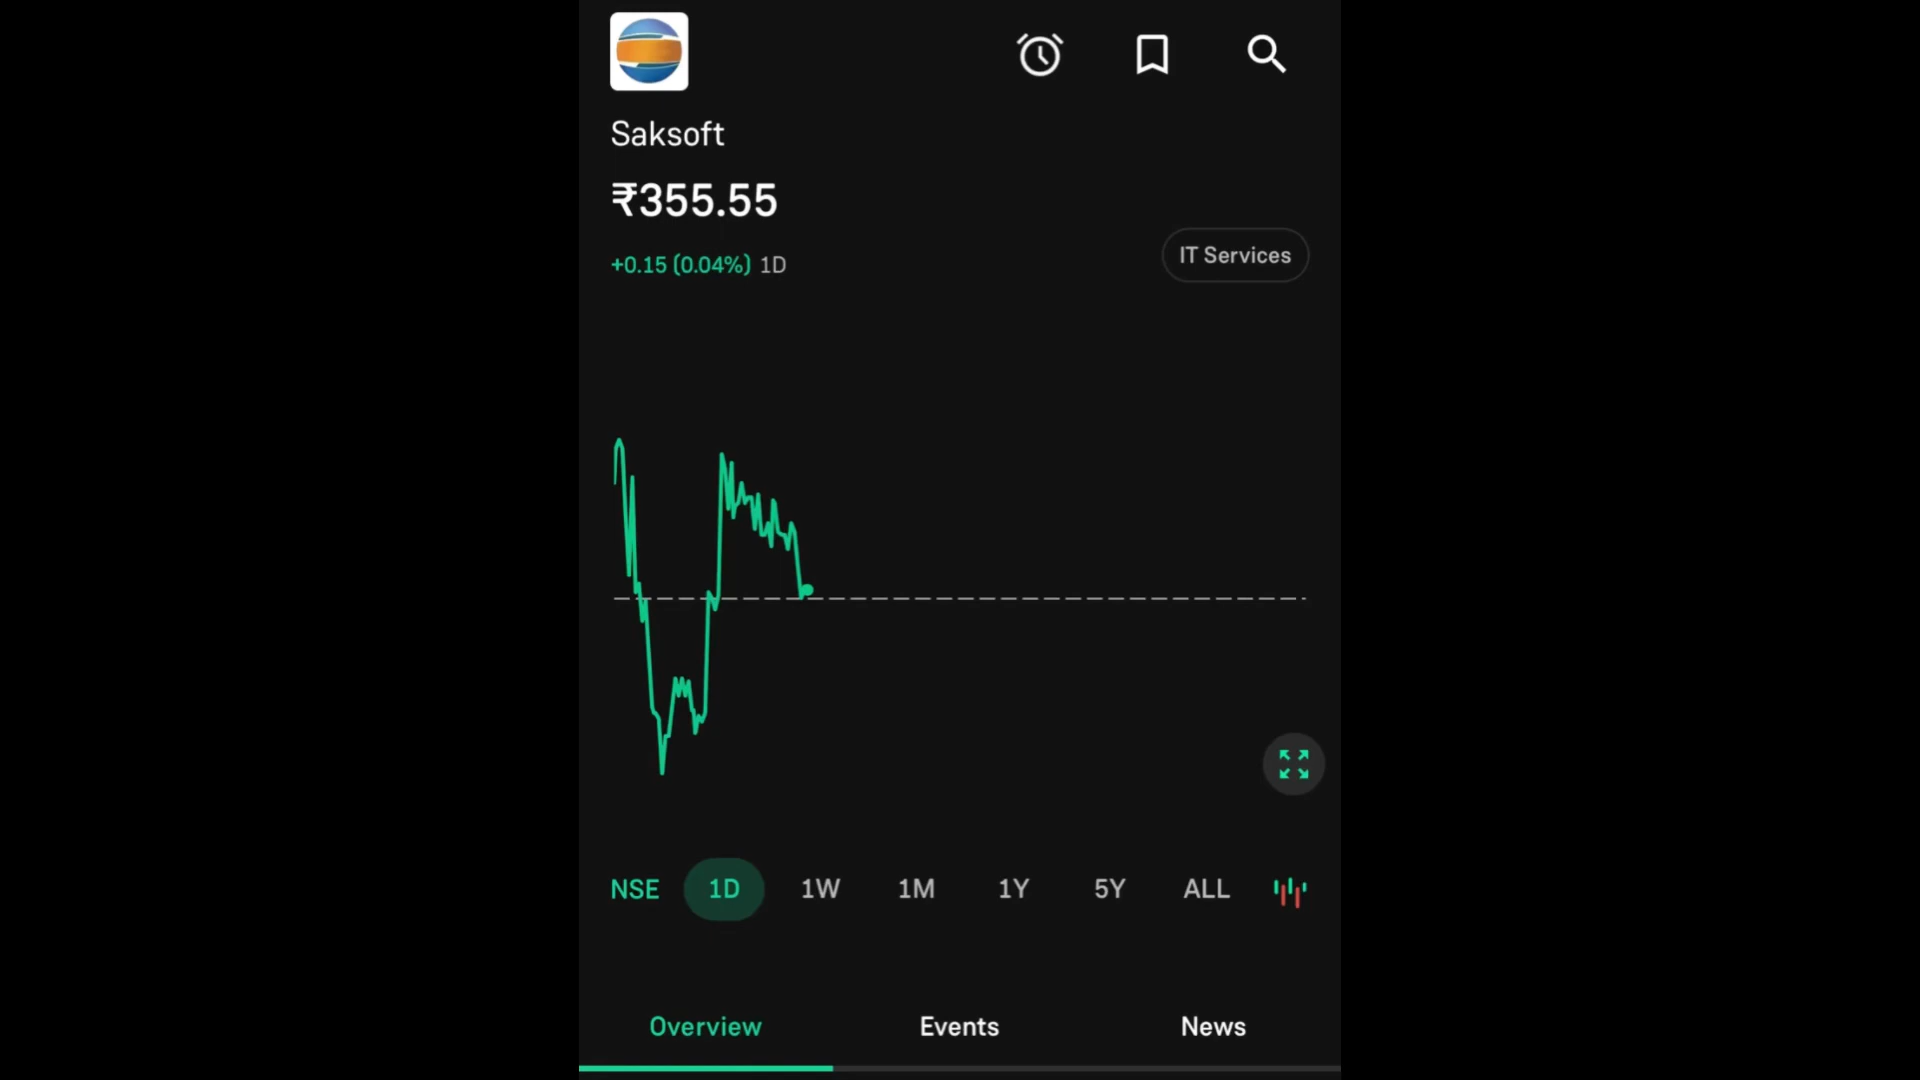 Saksoft
₹355.55
+0.15 (0.04%) 1D
IT Services
NSE 1D 1W 1M 1Y 5Y ALL
Overview Events News